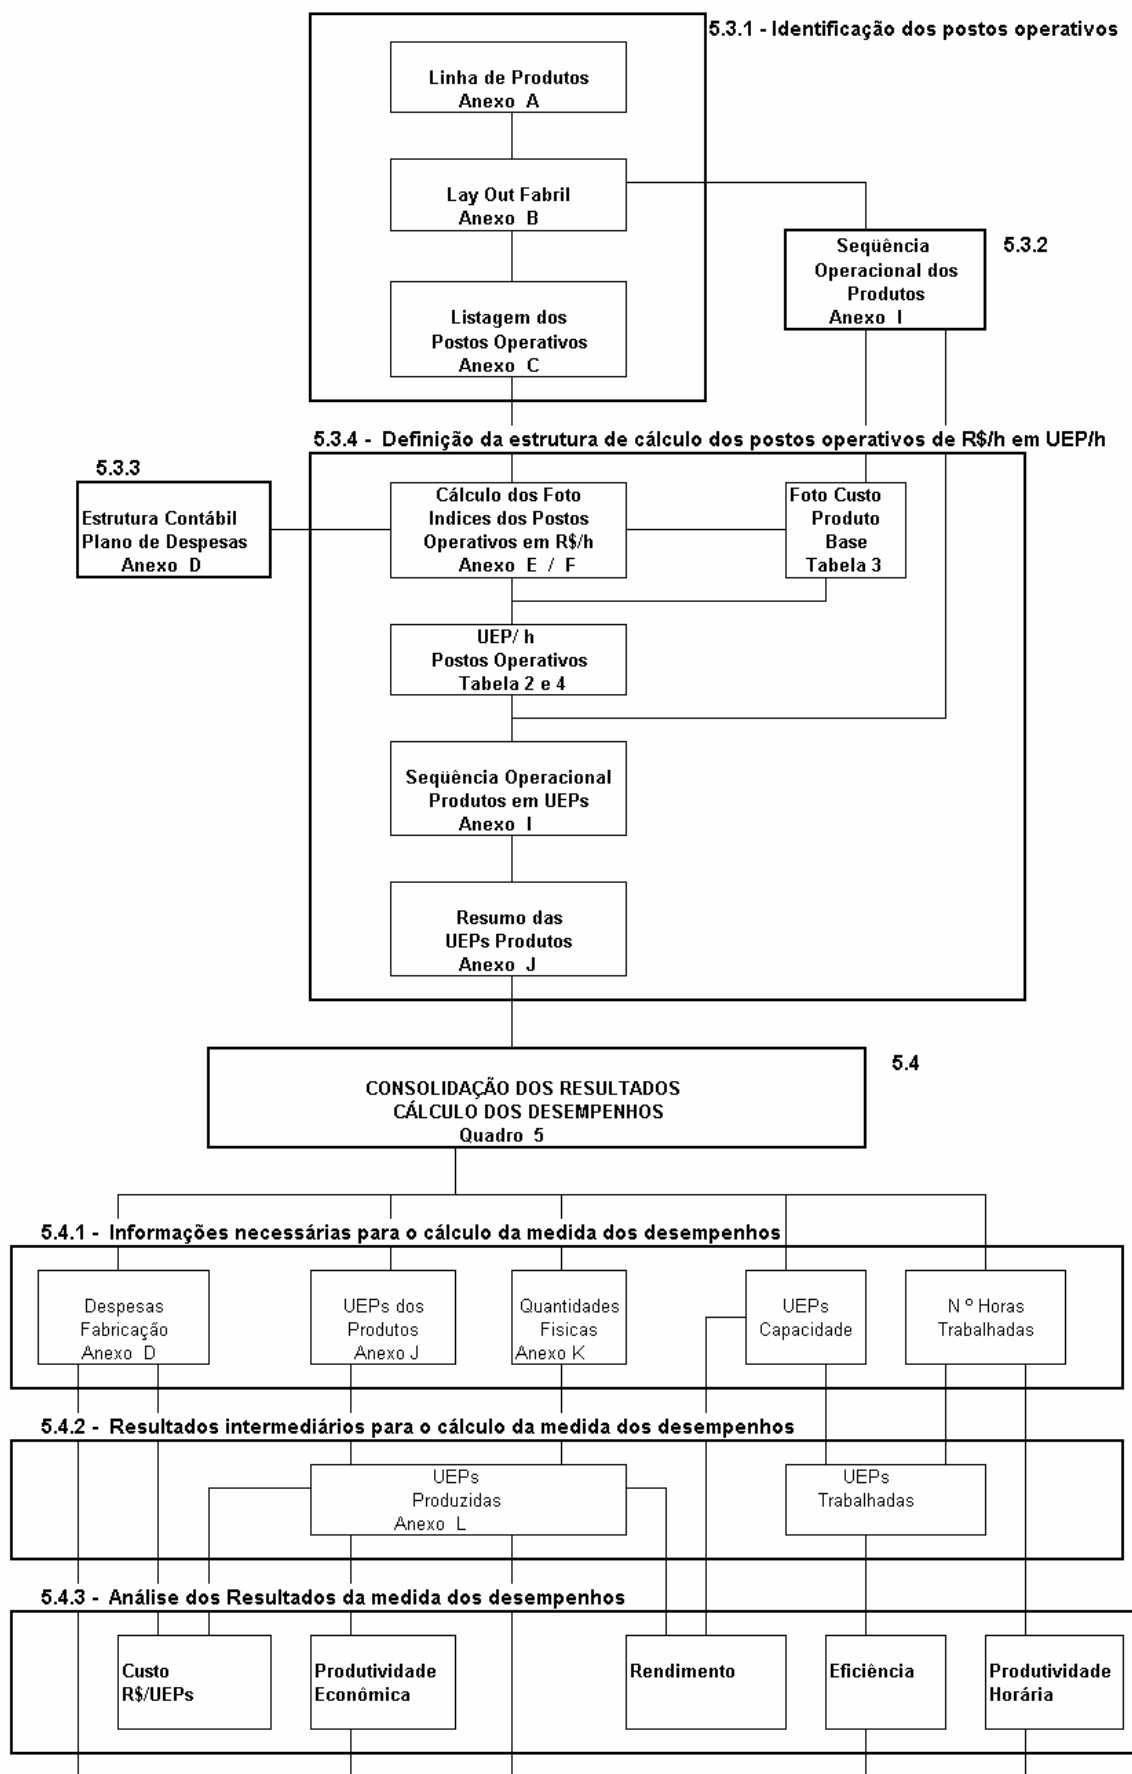 5.3.1 - Identificação dos postos operativos
Linha de Produtos
Anexo A
Lay Out Fabril
Anexo B
5.3.2
Seqüência
Operacional dos
Produtos
Anexo I
Listagem dos
Postos Operativos
Anexo C
5.3.4 - Definição da estrutura de cálculo dos postos operativos de R$/h em UEP/h
5.3.3
Estrutura Contábil
Plano de Despesas
Anexo D
Cálculo dos Foto
Indices dos Postos
Operativos em R$/h
Anexo E / F
Foto Custo
Produto
Base
Tabela 3
UEP/ h
Postos Operativos
Tabela 2 e 4
Seqüência Operacional
Produtos em UEPs
Anexo I
Resumo das
UEPs Produtos
Anexo J
5.4
CONSOLIDAÇÃO DOS RESULTADOS
CÁLCULO DOS DESEMPENHOS
Quadro 5
5.4.1 - Informações necessárias para o cálculo da medida dos desempenhos
Despesas
Fabricação
Anexo D
UEPs dos
Produtos
Anexo J
Quantidades
Fisicas
Anexo K
UEPs
Capacidade
N º Horas
Trabalhadas
5.4.2 - Resultados intermediários para o cálculo da medida dos desempenhos
UEPs
Produzidas
Anexo L
UEPs
Trabalhadas
5.4.3 - Análise dos Resultados da medida dos desempenhos
Custo
R$/UEPs
Produtividade
Econômica
Rendimento
Eficiência
Produtividade
Horária